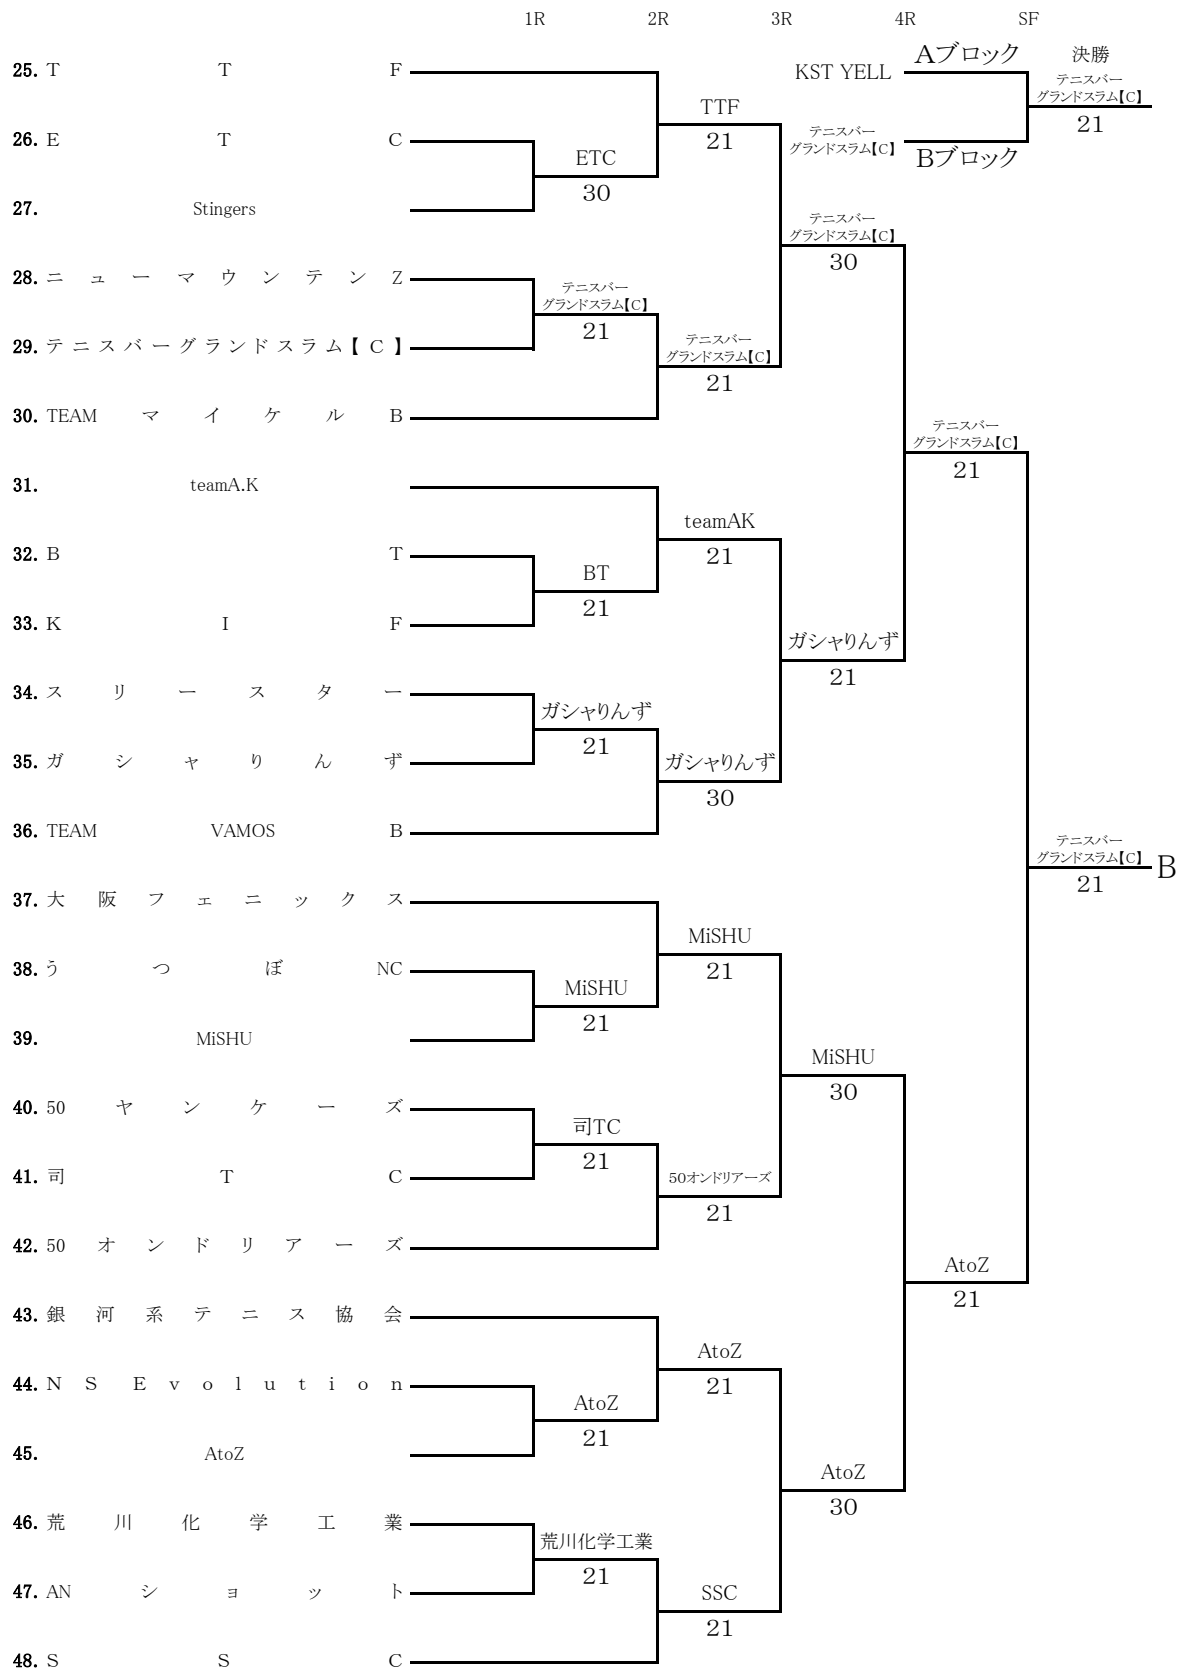 1R 2R 3R 4R SF
25. T T F
KST YELL
Aブロック
決勝
テニスバー
グランドスラム【C】
21
TTF
21
テニスバー
グランドスラム【C】
Bブロック
26. E T C
ETC
30
27. Stingers
テニスバー
グランドスラム【C】
30
28. ニューマウンテンZ
テニスバー
グランドスラム【C】
21
29. テニスバーグランドスラム【C】
テニスバー
グランドスラム【C】
21
30. TEAM マイケル B
テニスバー
グランドスラム【C】
21
31. teamA.K
teamAK
21
32. B T
BT
21
33. K I F
ガシャりんず
21
34. スリースター
ガシャりんず
21
35. ガシャりんず
ガシャりんず
30
36. TEAM VAMOS B
テニスバー
グランドスラム【C】
21
B
37. 大阪フェニックス
MiSHU
21
38. うつぼNC
MiSHU
21
39. MiSHU
MiSHU
30
40. 50ヤンケーズ
司TC
21
41. 司TC
50オンドリアーズ
21
42. 50オンドリアーズ
AtoZ
21
43. 銀河系テニス協会
AtoZ
21
44. NS Evolution
AtoZ
21
45. AtoZ
AtoZ
30
46. 荒川化学工業
荒川化学工業
21
47. ANショット
SSC
21
48. S S C